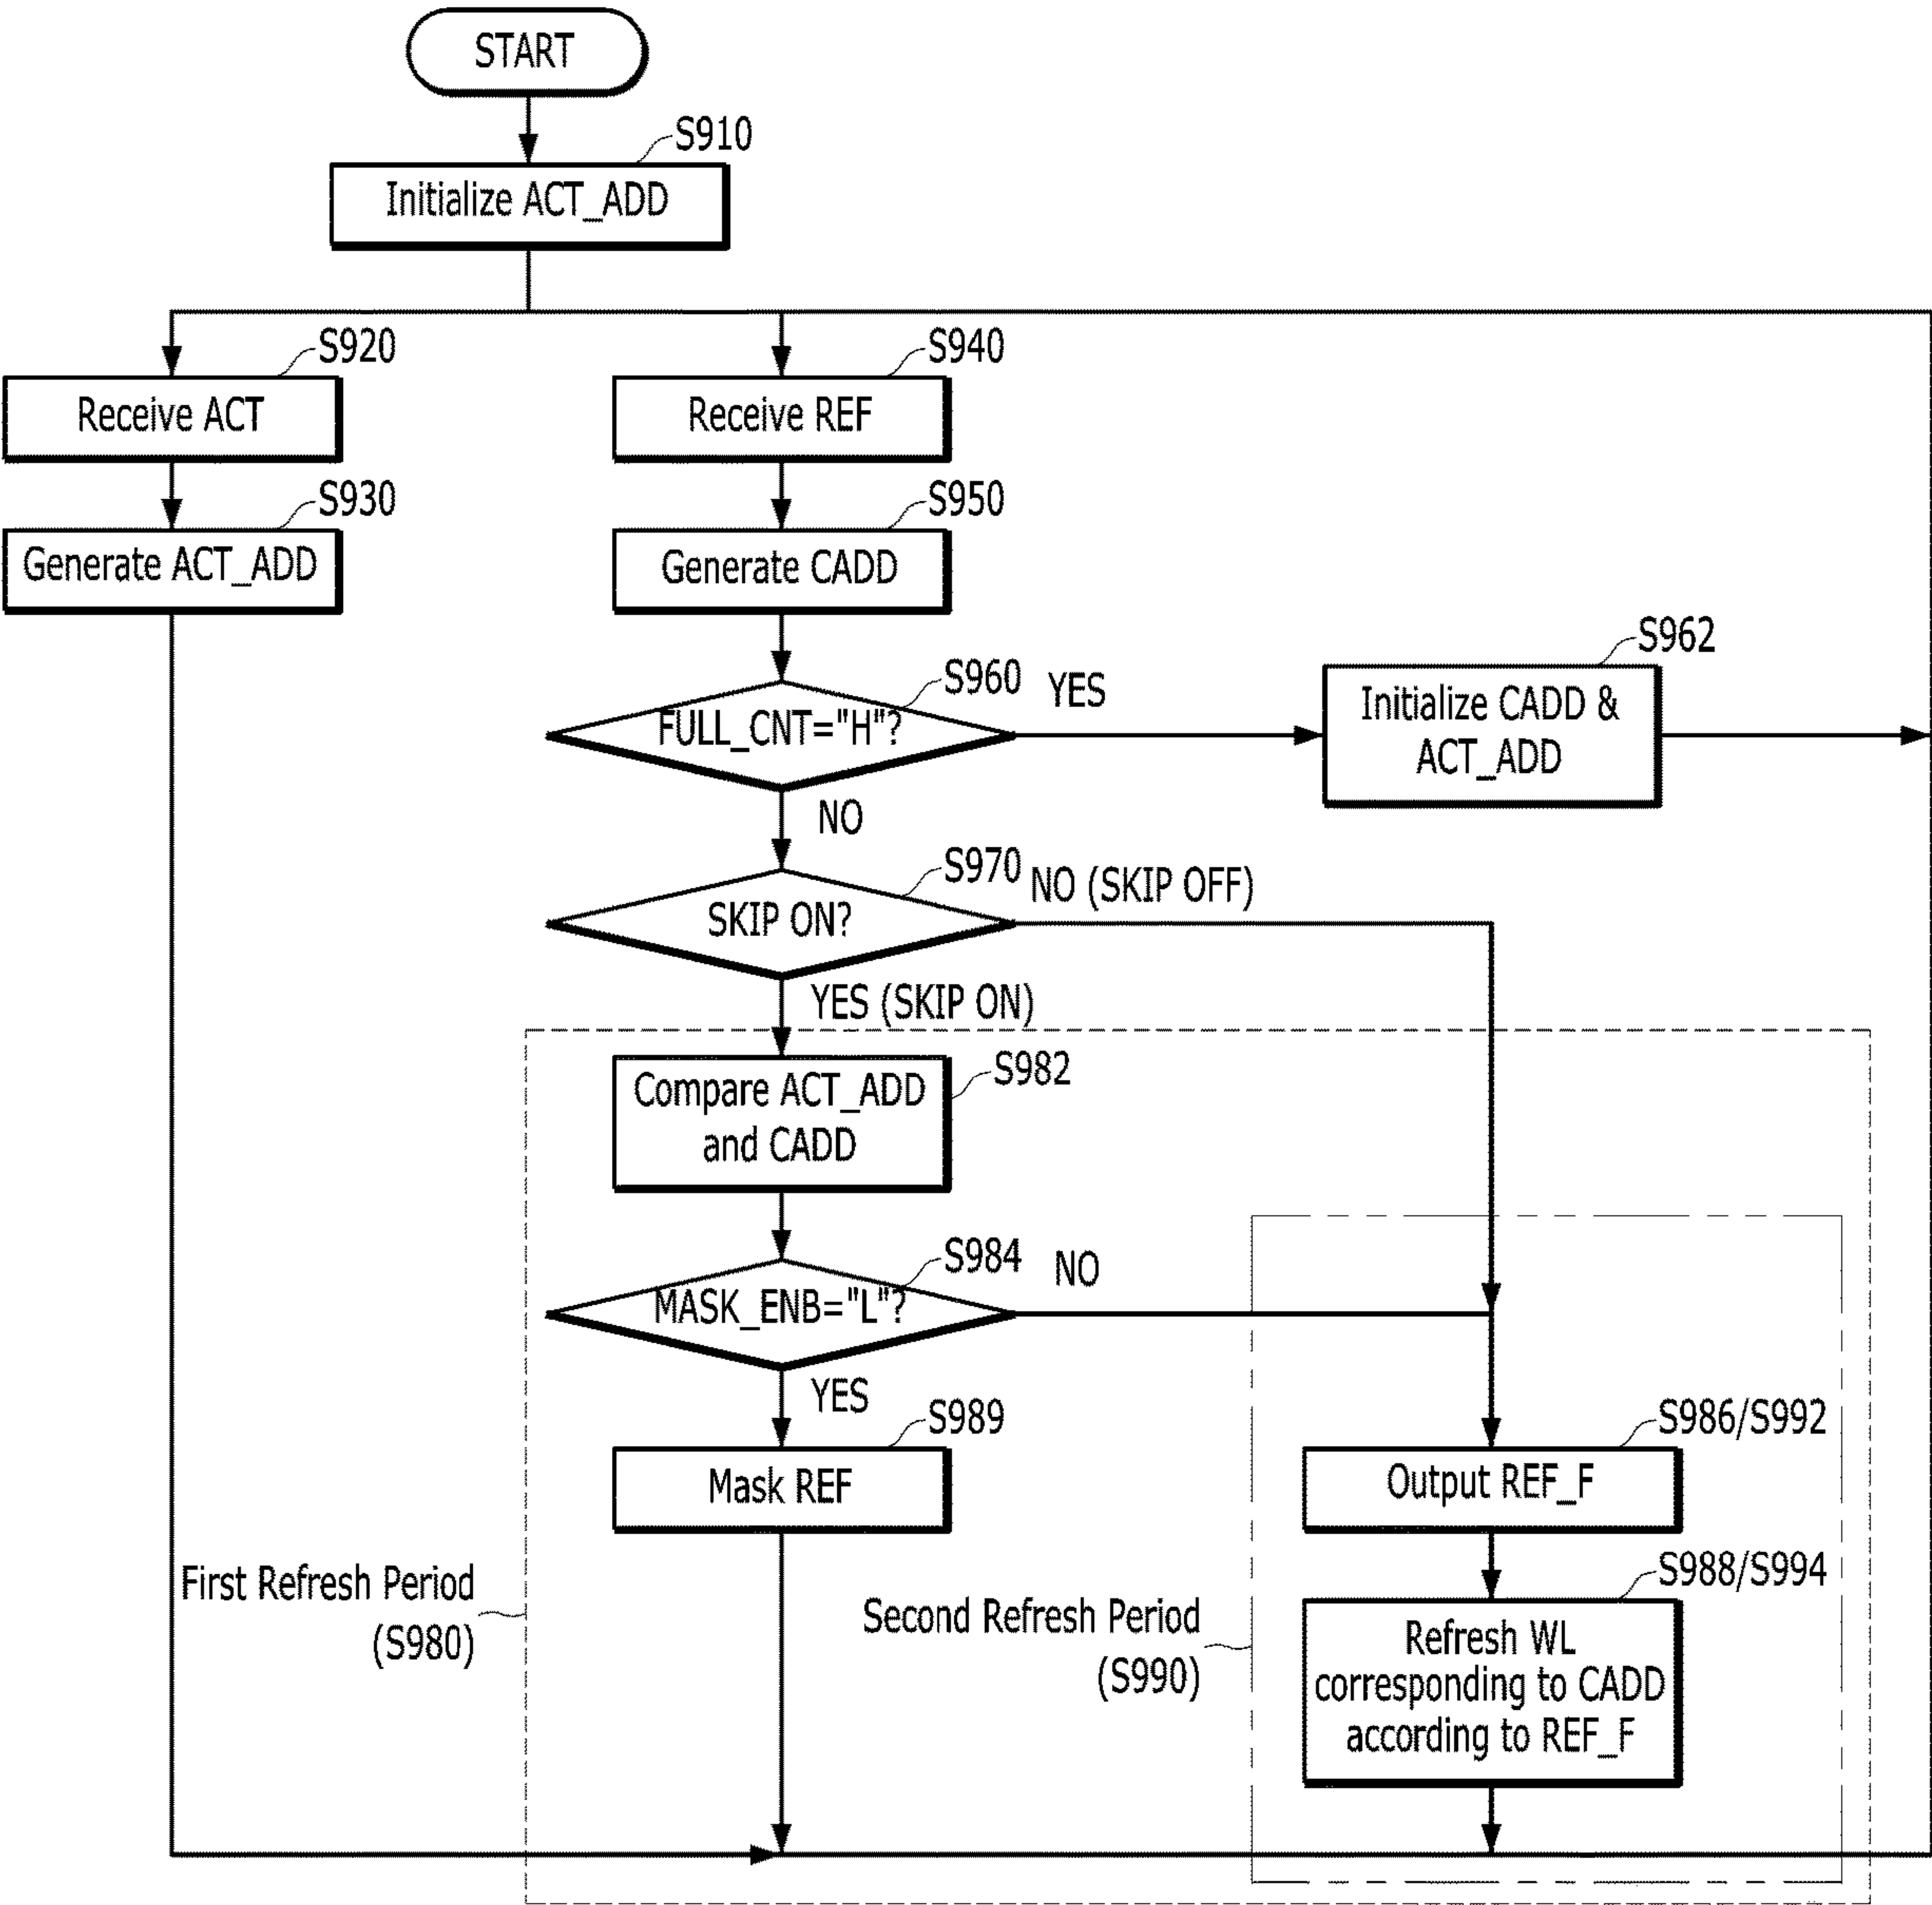 START
S910
Initialize ACT_ADD
S920
S940
Receive ACT
Receive REF
S930
S950
Generate ACT_ADD
Generate CADD
S962
S960
YES
Initialize CADD &
ACT_ADD
FULL_CNT="H"?
NO
S970
NO (SKIP OFF)
SKIP ON?
YES (SKIP ON)
S982
Compare ACT_ADD
and CADD
S984
NO
MASK_ENB="L"?
YES
S989
S986/S992
Mask REF
Output REF_F
First Refresh Period
(S980)
S988/S994
Second Refresh Period
(S990)
Refresh WL
corresponding to CADD
according to REF_F